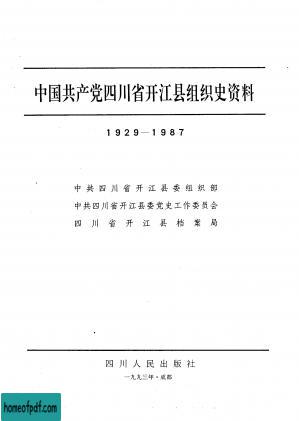 中国共产党四川省开江县组织史资料
1929—1987
中共四川省开江县委组织部
中共四川省开江县委党史工作委员会
四川省开江县档案局
四川人民出版社
一九九三年·成都
homeofpdf.com